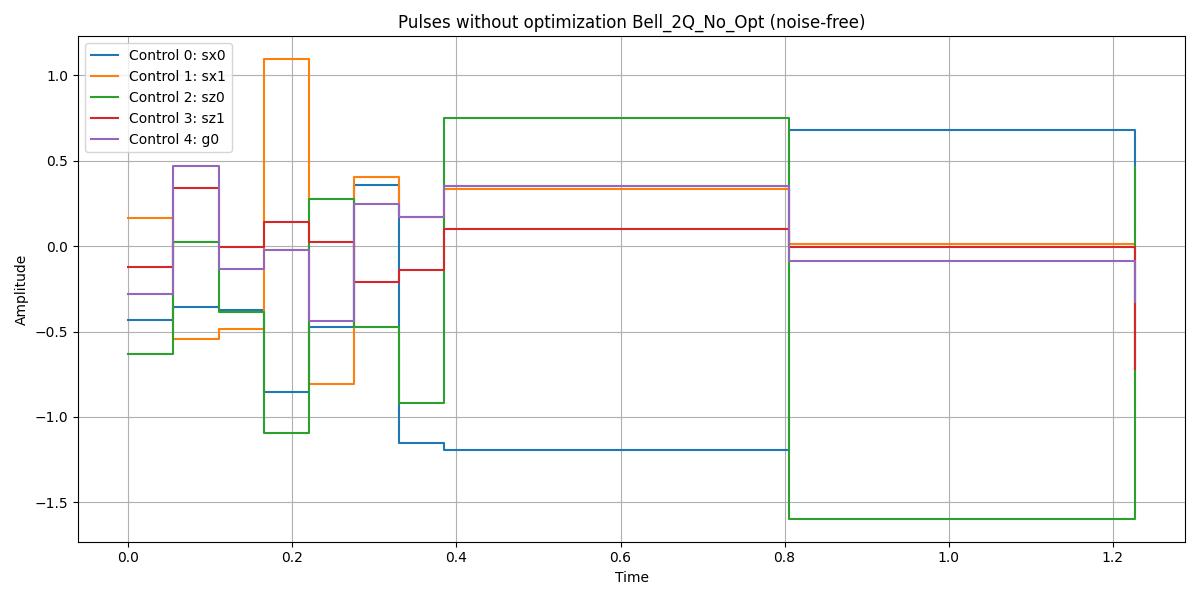 Pulses without optimization Bell_2Q_No_Opt (noise-free)
Control 0: sx0
Control 1: sx1
Control 2: sz0
Control 3: sz1
Control 4: g0
1.0
0.5
0.0
−0.5
−1.0
−1.5
Amplitude
0.0 0.2 0.4 0.6 0.8 1.0 1.2
Time